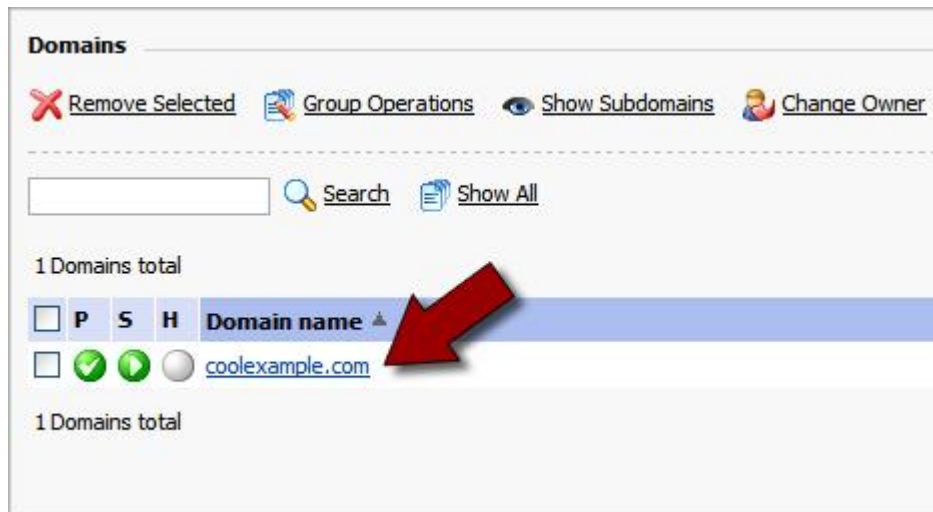 Domains
Remove Selected Group Operations Show Subdomains Change Owner
Search Show All
1 Domains total
P S H Domain name
coolexample.com
1 Domains total